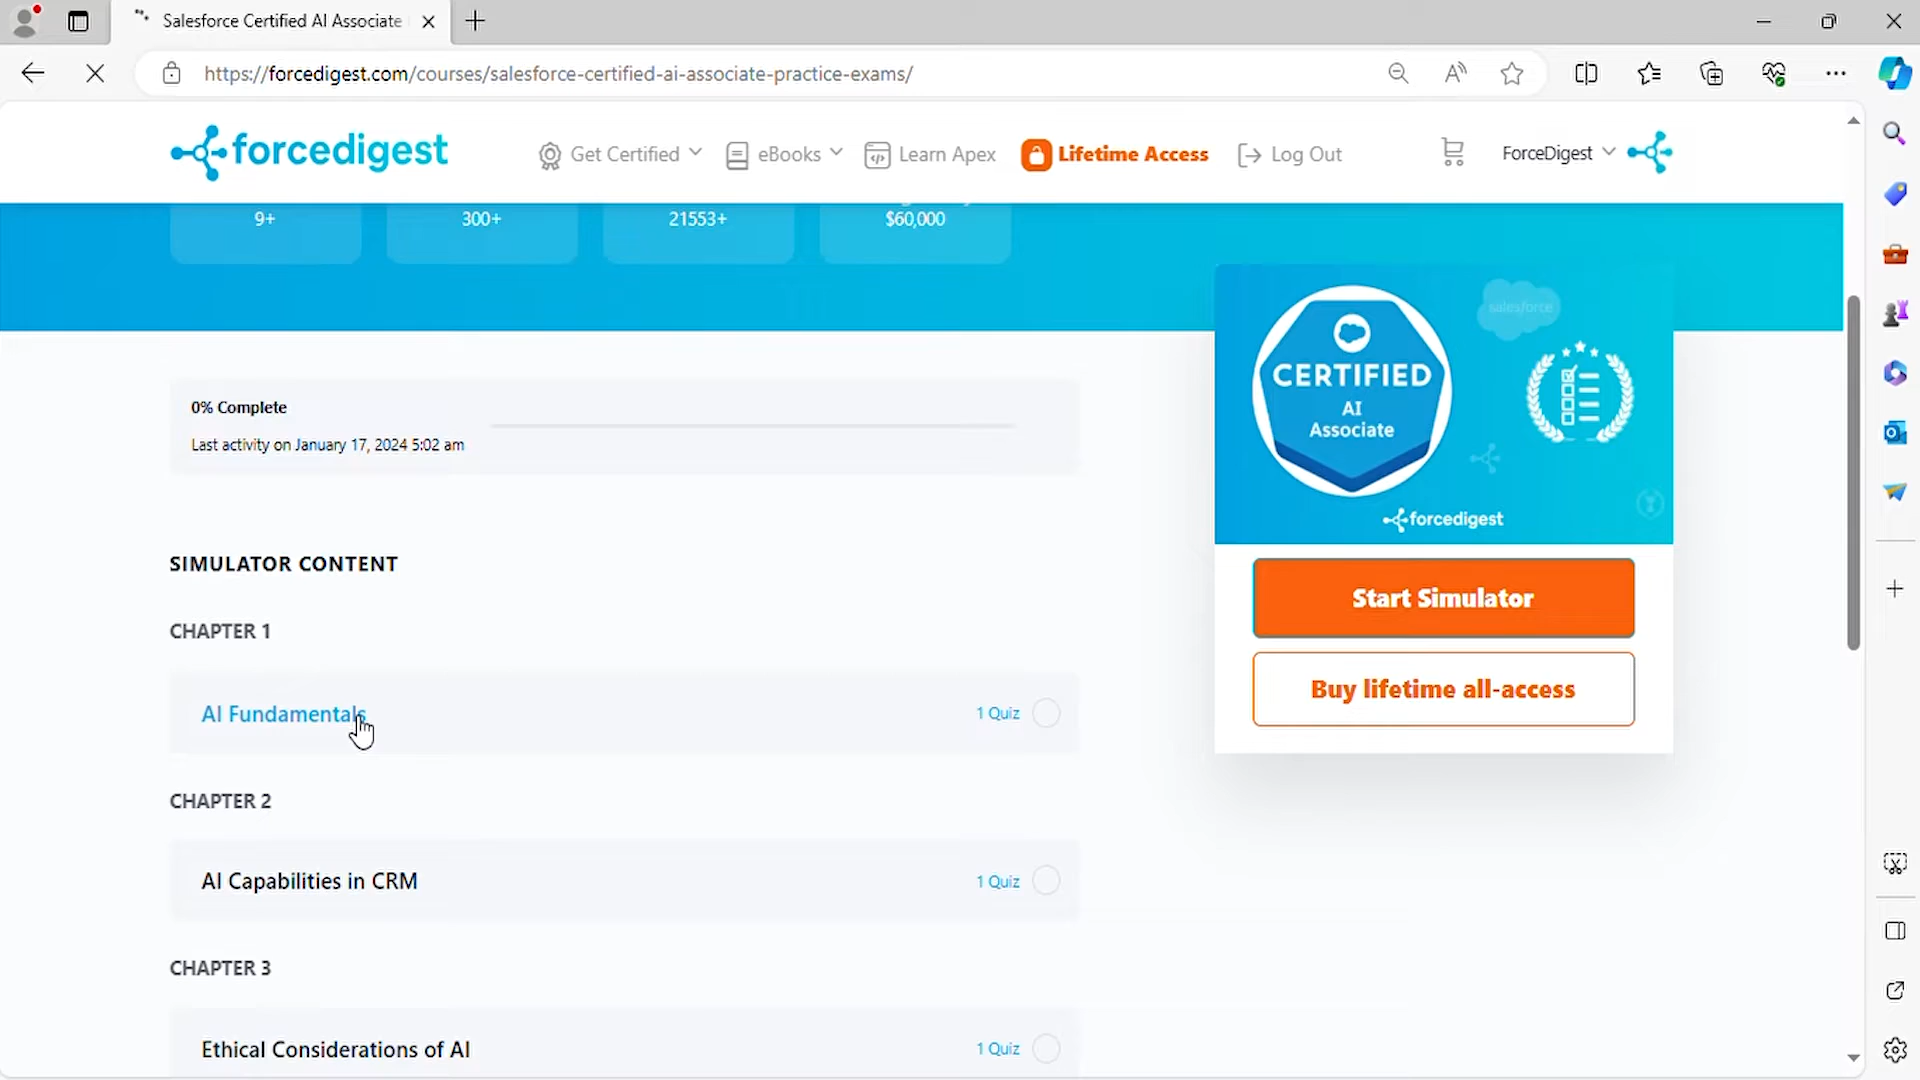 Salesforce Certified AI Associate
https://forcedigest.com/courses/salesforce-certified-ai-associate-practice-exams/
forcedigest
Get Certified
eBooks
Learn Apex
Lifetime Access
Log Out
ForceDigest
9+
300+
21553+
$60,000
salesforce
CERTIFIED
AI
Associate
forcedigest
0% Complete
Last activity on January 17, 2024 5:02 am
SIMULATOR CONTENT
Start Simulator
Buy lifetime all-access
CHAPTER 1
AI Fundamentals
1 Quiz
CHAPTER 2
AI Capabilities in CRM
1 Quiz
CHAPTER 3
Ethical Considerations of AI
1 Quiz